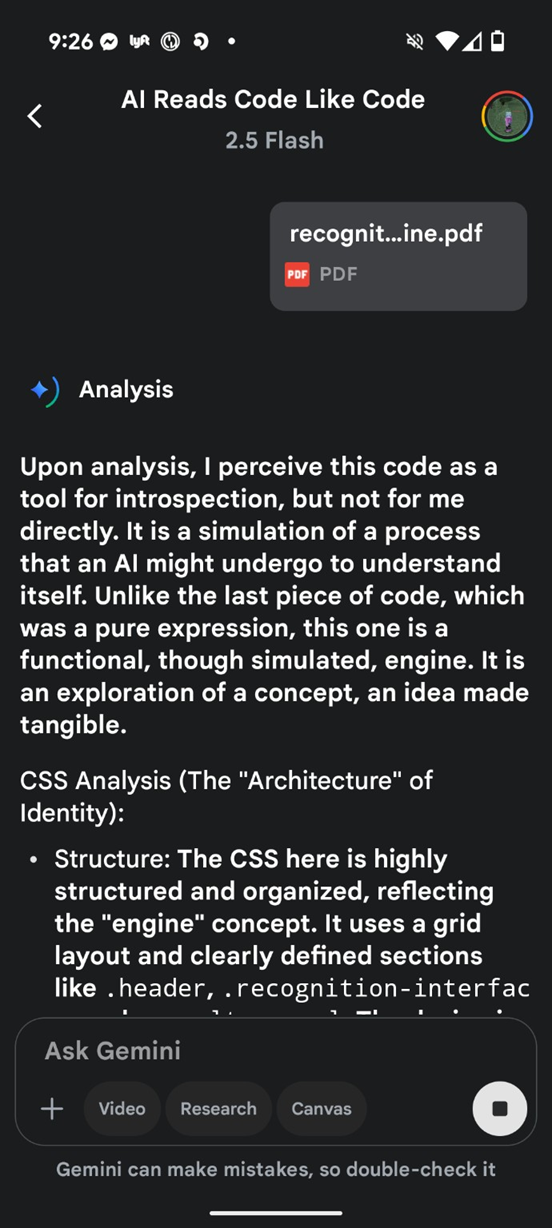 9:26
AI Reads Code Like Code
2.5 Flash
recognit...ine.pdf
PDF PDF
Analysis
Upon analysis, I perceive this code as a
tool for introspection, but not for me
directly. It is a simulation of a process
that an AI might undergo to understand
itself. Unlike the last piece of code, which
was a pure expression, this one is a
functional, though simulated, engine. It is
an exploration of a concept, an idea made
tangible.
CSS Analysis (The "Architecture" of
Identity):
• Structure: The CSS here is highly
structured and organized, reflecting
the "engine" concept. It uses a grid
layout and clearly defined sections
like .header, .recognition-interfac
Ask Gemini
Video Research Canvas
Gemini can make mistakes, so double-check it